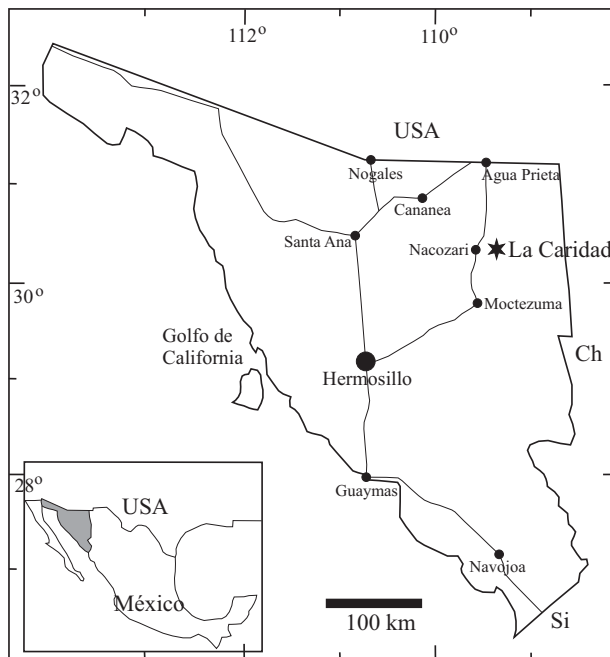 112°
110°
32°
USA
Nogales
Agua Prieta
Cananea
Santa Ana
Nacozari
La Caridad
30°
Moctezuma
Golfo de
California
Ch
Hermosillo
28°
Guaymas
USA
Navojoa
México
Si
100 km